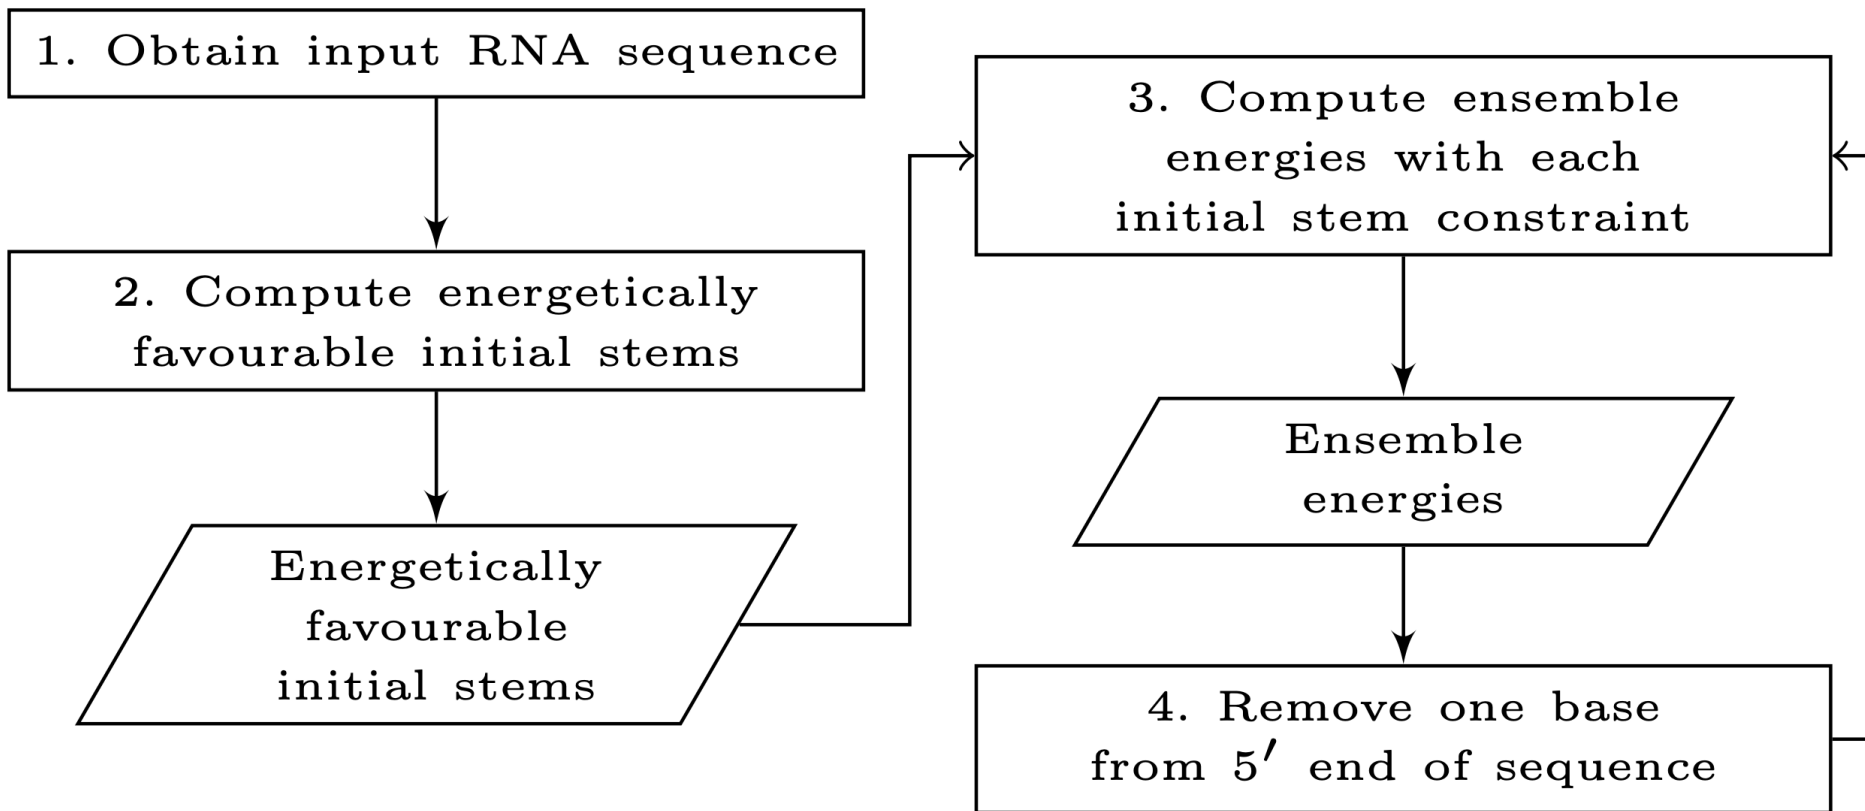 1. Obtain input RNA sequence
2. Compute energetically
favourable initial stems
Energetically
favourable
initial stems
3. Compute ensemble
energies with each
initial stem constraint
Ensemble
energies
4. Remove one base
from 5′ end of sequence